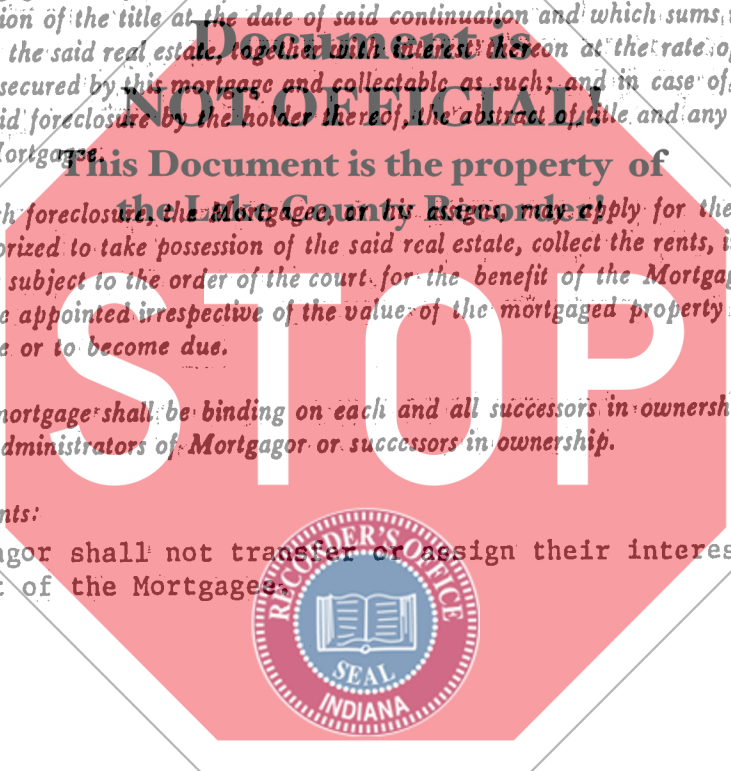 ion of the title at the date of said continuation and which sums,
Document is
the said real estate, together with interest thereon at the rate of
secured by this mortgage and collectable as such; and in case of
NOT OFFICIAL!
id foreclosure by the holder thereof, the abstract of title and any
ortgagee.
This Document is the property of
the Lake County Recorder!
h foreclosure, the Mortgagee, or his assigns, may apply for the
orized to take possession of the said real estate, collect the rents, i
subject to the order of the court for the benefit of the Mortgag
e appointed irrespective of the value of the mortgaged property
e or to become due.
STOP
mortgage shall be binding on each and all successors in ownersh
dministrators of Mortgagor or successors in ownership.
nts:
agor shall not transfer or assign their interes
t of the Mortgagee.
RECORDER'S OFFICE
SEAL
INDIANA